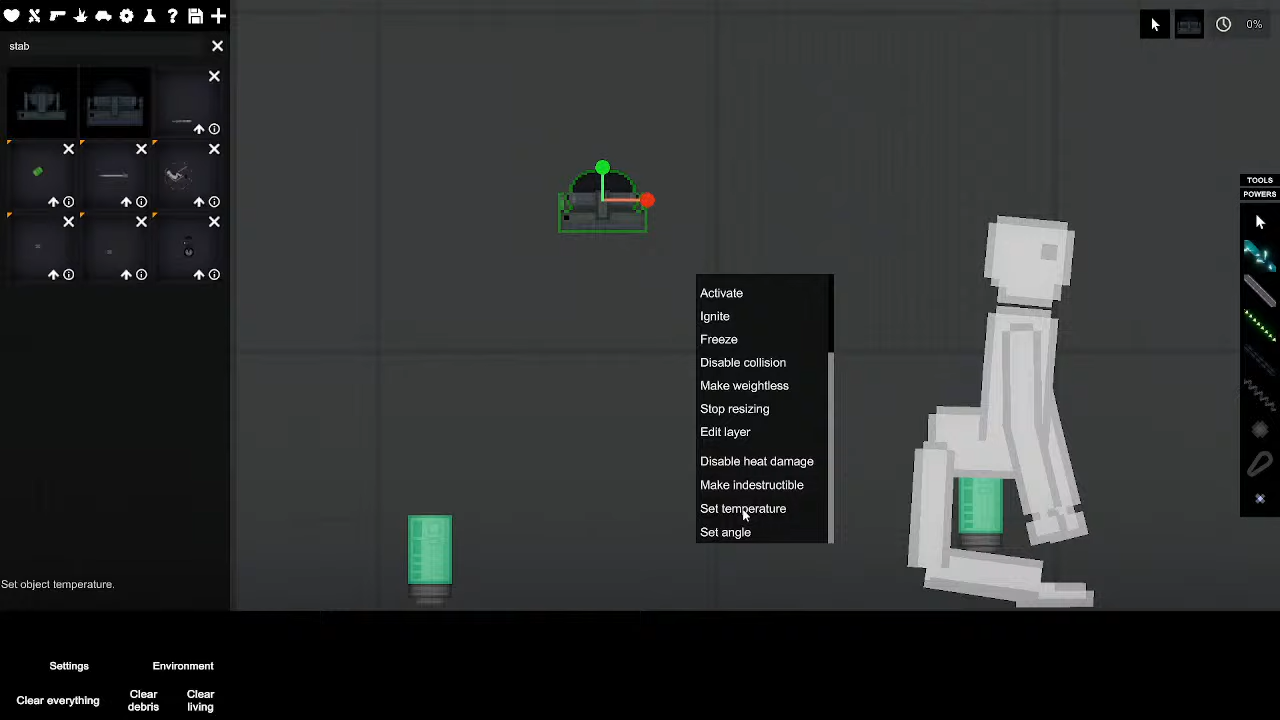 stab
0%
TOOLS
POWERS
Activate
Ignite
Freeze
Disable collision
Make weightless
Stop resizing
Edit layer
Disable heat damage
Make indestructible
Set temperature
Set angle
Set object temperature.
Settings
Environment
Clear everything
Clear
debris
Clear
living